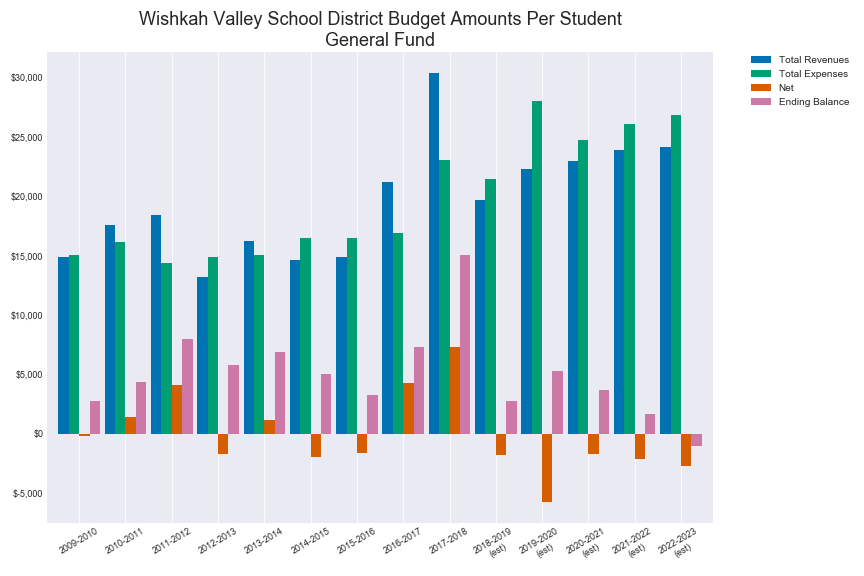 Wishkah Valley School District Budget Amounts Per Student
General Fund
Total Revenues
Total Expenses
Net
Ending Balance
$30,000
$25,000
$20,000
$15,000
$10,000
$5,000
$0
$-5,000
2009-2010
2010-2011
2011-2012
2012-2013
2013-2014
2014-2015
2015-2016
2016-2017
2017-2018
2018-2019
(est)
2019-2020
(est)
2020-2021
(est)
2021-2022
(est)
2022-2023
(est)